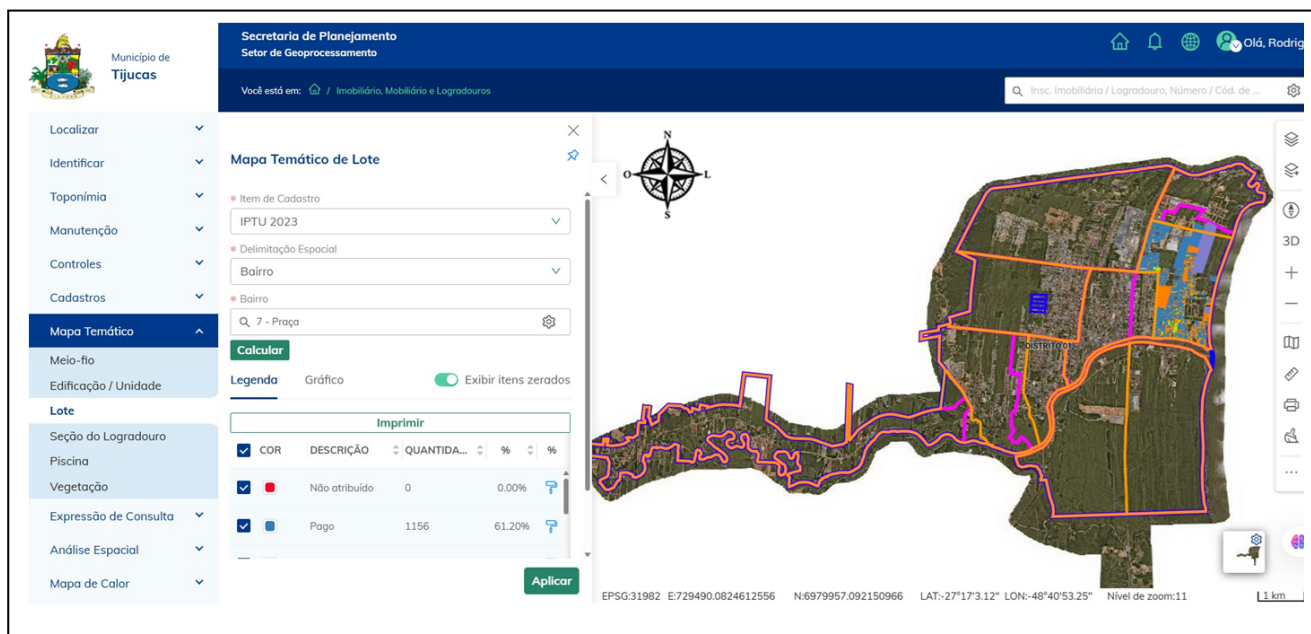 Município de
Tijucas
Secretaria de Planejamento
Setor de Geoprocessamento
Olá, Rodrig
Você está em: / Imobiliário, Mobiliário e Logradouros
Insc. Imobiliária / Logradouro, Número / Cód. de ...
Localizar
Identificar
Toponímia
Manutenção
Controles
Cadastros
Mapa Temático
Meio-fio
Edificação / Unidade
Lote
Seção do Logradouro
Piscina
Vegetação
Expressão de Consulta
Análise Espacial
Mapa de Calor
Mapa Temático de Lote
* Item de Cadastro
IPTU 2023
* Delimitação Espacial
Bairro
* Bairro
7 - Praça
Calcular
Legenda Gráfico Exibir itens zerados
Imprimir
COR DESCRIÇÃO QUANTIDA... % %
Não atribuído 0 0.00%
Pago 1156 61.20%
Aplicar
N
O L
S
DISTRITO 01
3D
EPSG:31982 E:729490.0824612556 N:6979957.092150966 LAT:-27°17'3.12" LON:-48°40'53.25" Nível de zoom:11 1 km